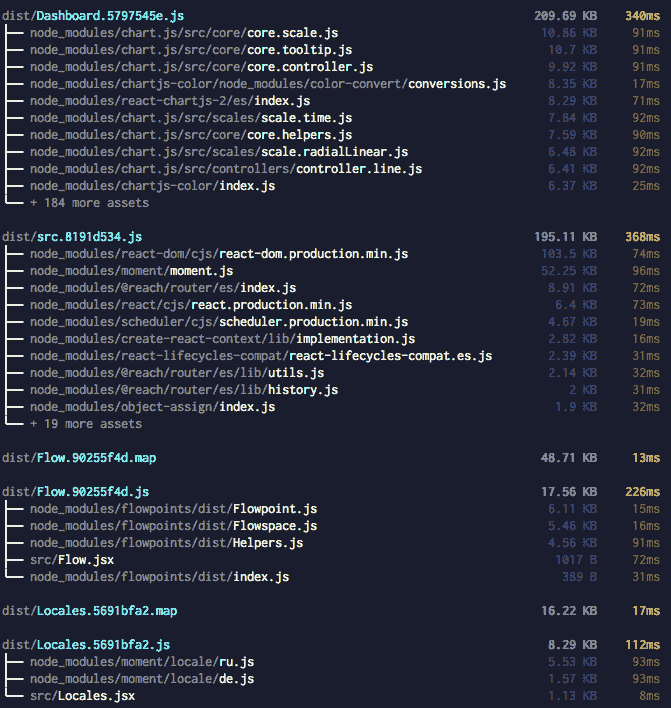 dist/Dashboard.5797545e.js 209.69 KB 340ms
├── node_modules/chart.js/src/core/core.scale.js 10.86 KB 91ms
├── node_modules/chart.js/src/core/core.tooltip.js 10.7 KB 91ms
├── node_modules/chart.js/src/core/core.controller.js 9.92 KB 91ms
├── node_modules/chartjs-color/node_modules/color-convert/conversions.js 8.35 KB 17ms
├── node_modules/react-chartjs-2/es/index.js 8.29 KB 71ms
├── node_modules/chart.js/src/scales/scale.time.js 7.84 KB 92ms
├── node_modules/chart.js/src/core/core.helpers.js 7.59 KB 90ms
├── node_modules/chart.js/src/scales/scale.radialLinear.js 6.48 KB 92ms
├── node_modules/chart.js/src/controllers/controller.line.js 6.41 KB 92ms
├── node_modules/chartjs-color/index.js 6.37 KB 25ms
└── + 184 more assets
dist/src.8191d534.js 195.11 KB 368ms
├── node_modules/react-dom/cjs/react-dom.production.min.js 103.5 KB 74ms
├── node_modules/moment/moment.js 52.25 KB 96ms
├── node_modules/@reach/router/es/index.js 8.91 KB 72ms
├── node_modules/react/cjs/react.production.min.js 6.4 KB 73ms
├── node_modules/scheduler/cjs/scheduler.production.min.js 4.67 KB 19ms
├── node_modules/create-react-context/lib/implementation.js 2.82 KB 16ms
├── node_modules/react-lifecycles-compat/react-lifecycles-compat.es.js 2.39 KB 31ms
├── node_modules/@reach/router/es/lib/utils.js 2.14 KB 32ms
├── node_modules/@reach/router/es/lib/history.js 2 KB 31ms
├── node_modules/object-assign/index.js 1.9 KB 32ms
└── + 19 more assets
dist/Flow.90255f4d.map 48.71 KB 13ms
dist/Flow.90255f4d.js 17.56 KB 226ms
├── node_modules/flowpoints/dist/Flowpoint.js 6.11 KB 15ms
├── node_modules/flowpoints/dist/Flowspace.js 5.46 KB 16ms
├── node_modules/flowpoints/dist/Helpers.js 4.56 KB 91ms
├── src/Flow.jsx 1017 B 72ms
└── node_modules/flowpoints/dist/index.js 389 B 31ms
dist/Locales.5691bfa2.map 16.22 KB 17ms
dist/Locales.5691bfa2.js 8.29 KB 112ms
├── node_modules/moment/locale/ru.js 5.53 KB 93ms
├── node_modules/moment/locale/de.js 1.57 KB 93ms
└── src/Locales.jsx 1.13 KB 8ms